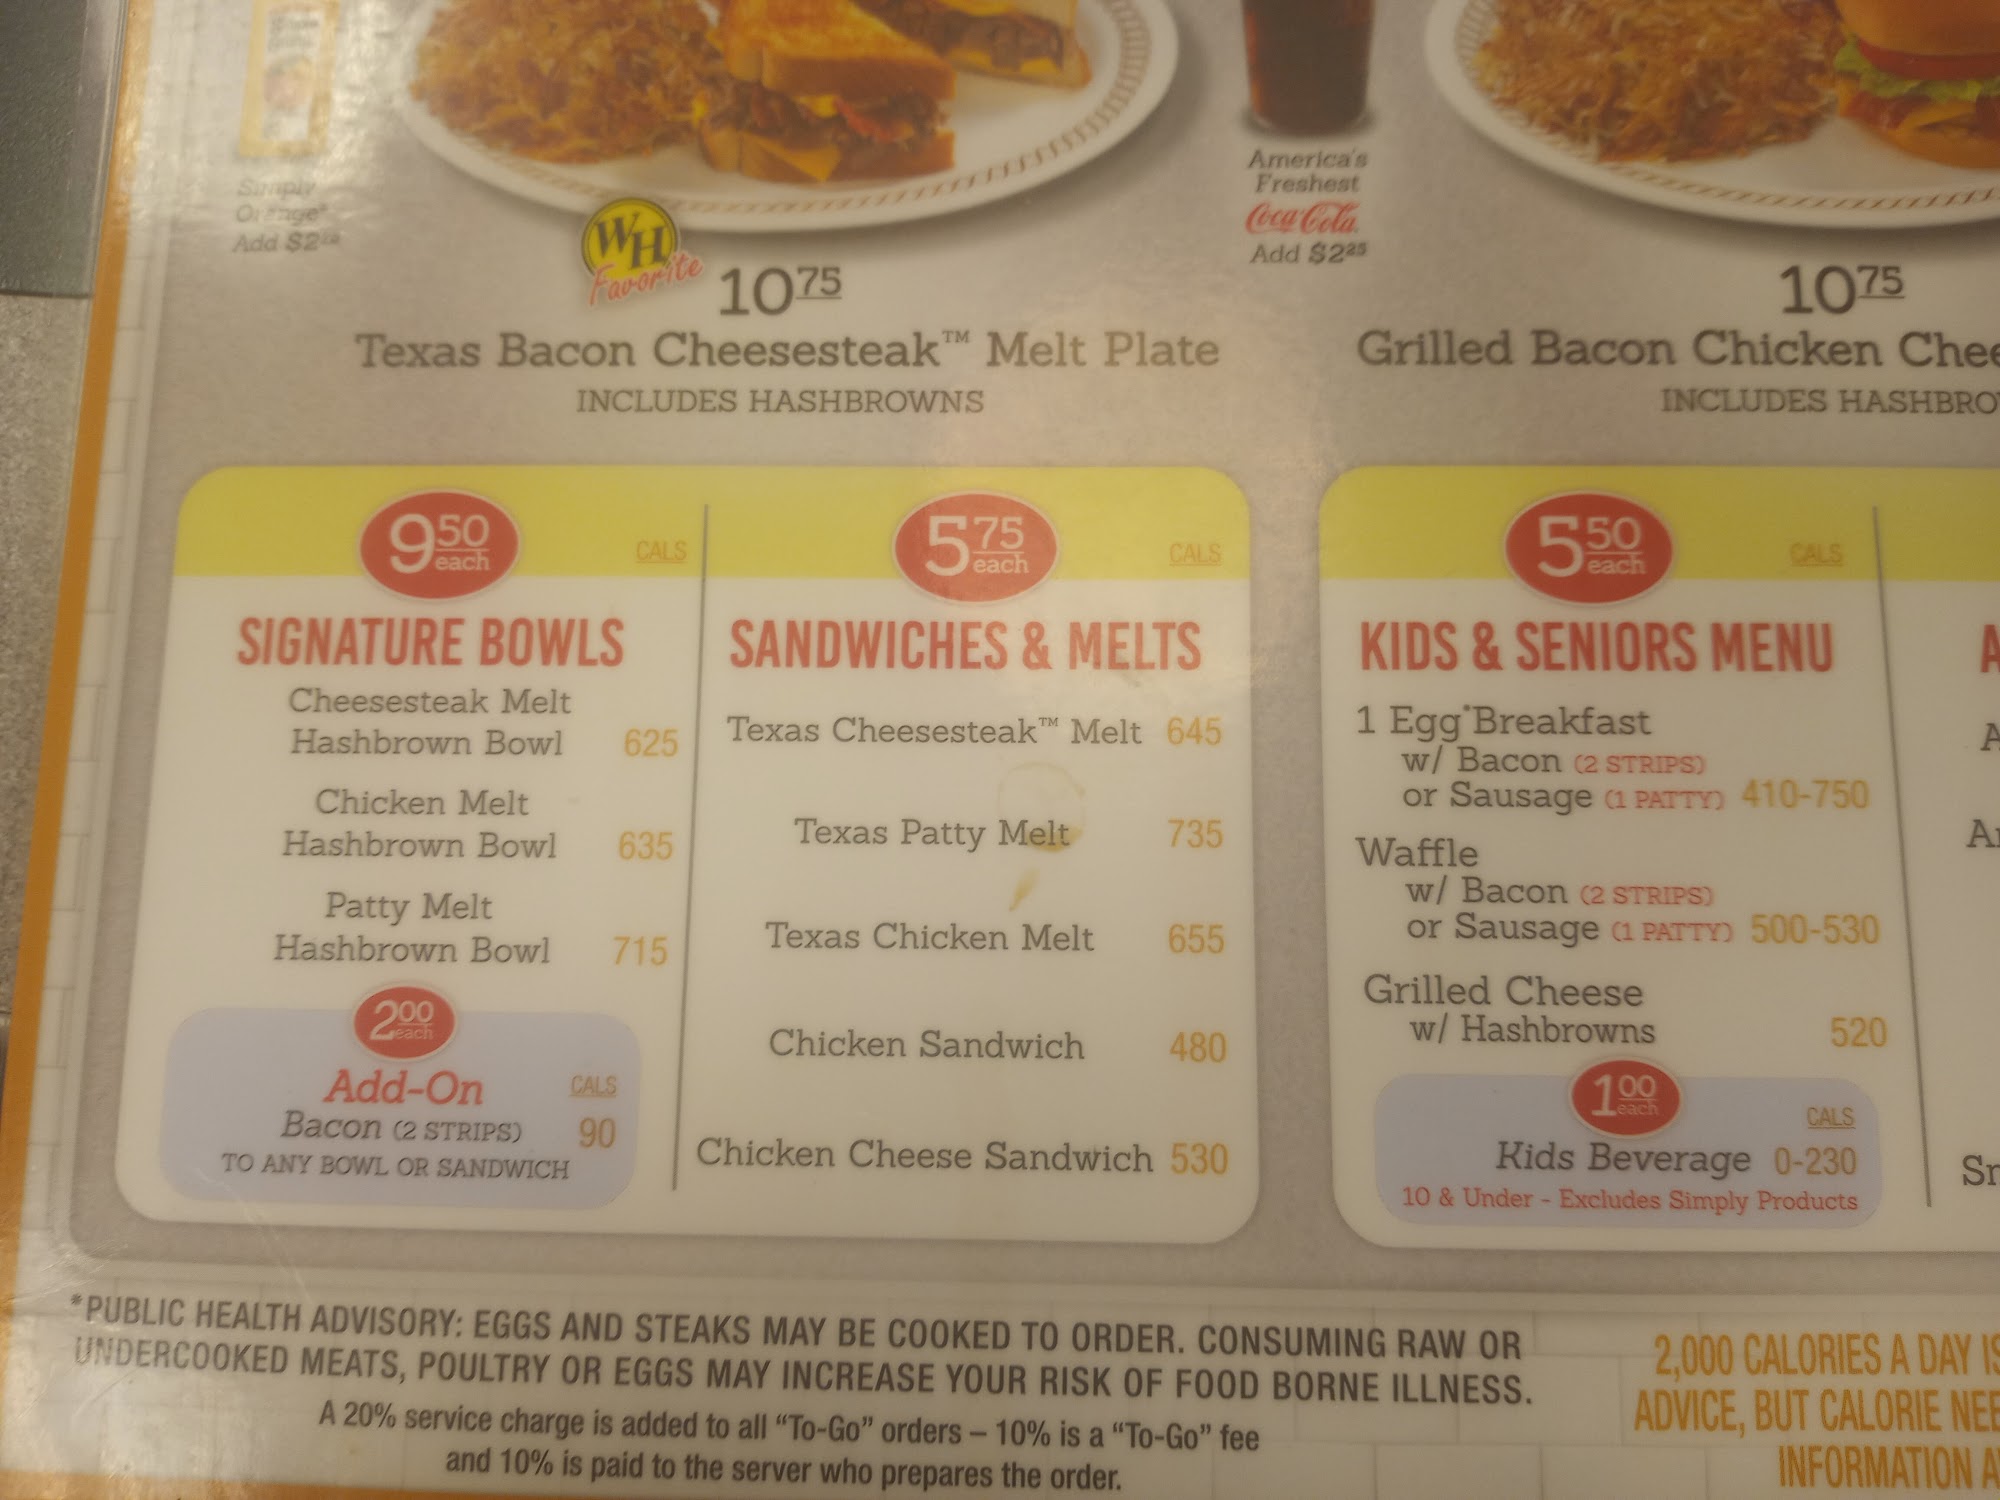 Simply
Orange®
Add $2
America's
Freshest
Coca-Cola
Add $2 25
WH
Favorite
10 75
Texas Bacon Cheesesteak™ Melt Plate
INCLUDES HASHBROWNS
10 75
Grilled Bacon Chicken Chee
INCLUDES HASHBRO
9 50 each
CALS
SIGNATURE BOWLS
Cheesesteak Melt
Hashbrown Bowl 625
Chicken Melt
Hashbrown Bowl 635
Patty Melt
Hashbrown Bowl 715
2 00 each
Add-On CALS
Bacon (2 STRIPS) 90
TO ANY BOWL OR SANDWICH
5 75 each
CALS
SANDWICHES & MELTS
Texas Cheesesteak™ Melt 645
Texas Patty Melt 735
Texas Chicken Melt 655
Chicken Sandwich 480
Chicken Cheese Sandwich 530
5 50 each
CALS
KIDS & SENIORS MENU
1 Egg* Breakfast
w/ Bacon (2 STRIPS)
or Sausage (1 PATTY) 410-750
Waffle
w/ Bacon (2 STRIPS)
or Sausage (1 PATTY) 500-530
Grilled Cheese
w/ Hashbrowns 520
1 00 each
CALS
Kids Beverage 0-230
10 & Under - Excludes Simply Products
*PUBLIC HEALTH ADVISORY: EGGS AND STEAKS MAY BE COOKED TO ORDER. CONSUMING RAW OR
UNDERCOOKED MEATS, POULTRY OR EGGS MAY INCREASE YOUR RISK OF FOOD BORNE ILLNESS.
A 20% service charge is added to all "To-Go" orders – 10% is a "To-Go" fee
and 10% is paid to the server who prepares the order.
2,000 CALORIES A DAY IS
ADVICE, BUT CALORIE NEE
INFORMATION A